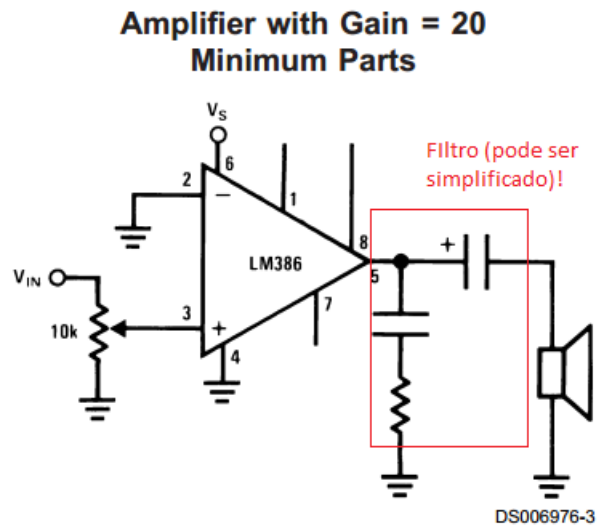 Amplifier with Gain = 20
Minimum Parts
VS
6
FIltro (pode ser
simplificado)!
2
−
1
8
+
LM386
5
VIN
7
10k
3
+
4
DS006976-3